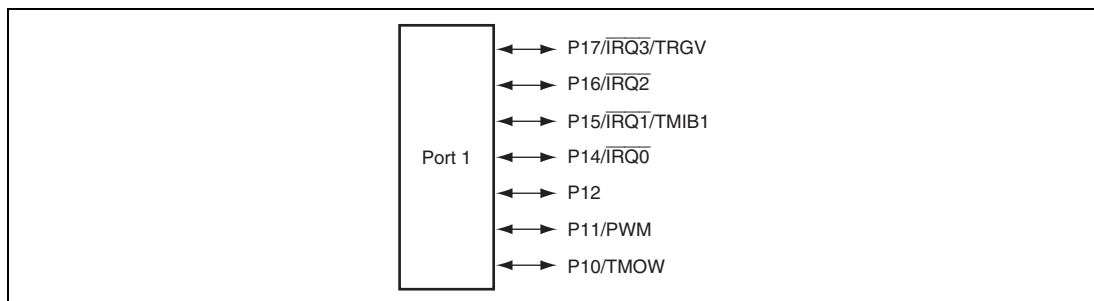 Port 1
P17/IRQ3/TRGV
P16/IRQ2
P15/IRQ1/TMIB1
P14/IRQ0
P12
P11/PWM
P10/TMOW